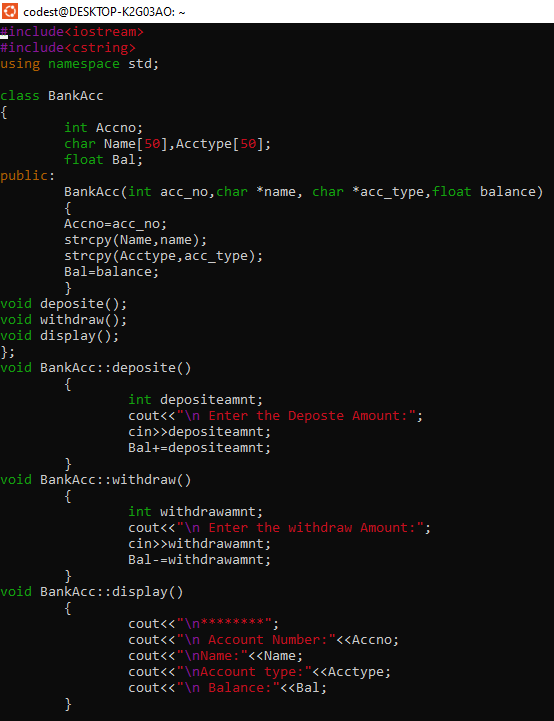 codest@DESKTOP-K2G03AO: ~
#include<iostream>
#include<cstring>
using namespace std;

class BankAcc
{
        int Accno;
        char Name[50],Acctype[50];
        float Bal;
public:
        BankAcc(int acc_no,char *name, char *acc_type,float balance)
        {
        Accno=acc_no;
        strcpy(Name,name);
        strcpy(Acctype,acc_type);
        Bal=balance;
        }
void deposite();
void withdraw();
void display();
};
void BankAcc::deposite()
        {
                int depositeamnt;
                cout<<"\n Enter the Deposte Amount:";
                cin>>depositeamnt;
                Bal+=depositeamnt;
        }
void BankAcc::withdraw()
        {
                int withdrawamnt;
                cout<<"\n Enter the withdraw Amount:";
                cin>>withdrawamnt;
                Bal-=withdrawamnt;
        }
void BankAcc::display()
        {
                cout<<"\n********";
                cout<<"\n Account Number:"<<Accno;
                cout<<"\nName:"<<Name;
                cout<<"\nAccount type:"<<Acctype;
                cout<<"\n Balance:"<<Bal;
        }